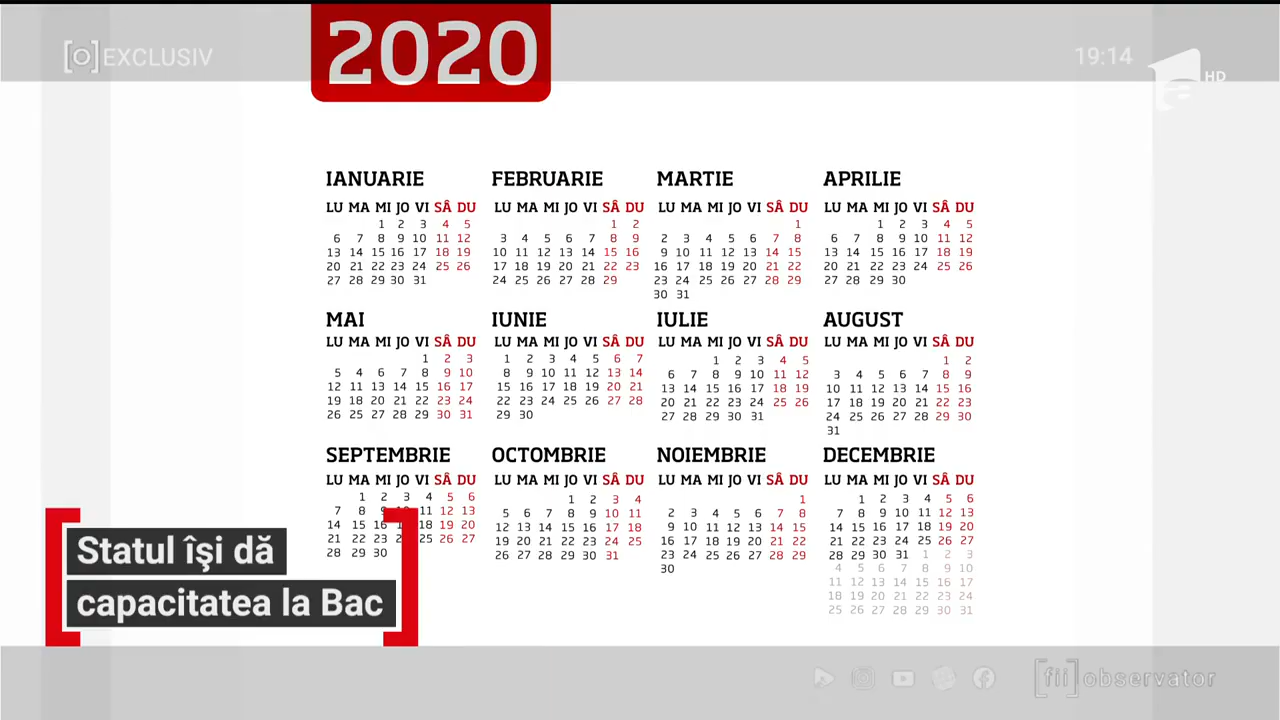 [o] EXCLUSIV
2020
19:14
HD
IANUARIE
LU MA MI JO VI SÂ DU
1 2 3 4 5
6 7 8 9 10 11 12
13 14 15 16 17 18 19
20 21 22 23 24 25 26
27 28 29 30 31
FEBRUARIE
LU MA MI JO VI SÂ DU
1 2
3 4 5 6 7 8 9
10 11 12 13 14 15 16
17 18 19 20 21 22 23
24 25 26 27 28 29
MARTIE
LU MA MI JO VI SÂ DU
1
2 3 4 5 6 7 8
9 10 11 12 13 14 15
16 17 18 19 20 21 22
23 24 25 26 27 28 29
30 31
APRILIE
LU MA MI JO VI SÂ DU
1 2 3 4 5
6 7 8 9 10 11 12
13 14 15 16 17 18 19
20 21 22 23 24 25 26
27 28 29 30
MAI
LU MA MI JO VI SÂ DU
1 2 3
5 4 6 7 8 9 10
12 11 13 14 15 16 17
19 18 20 21 22 23 24
26 25 27 28 29 30 31
IUNIE
LU MA MI JO VI SÂ DU
1 2 3 4 5 6 7
8 9 10 11 12 13 14
15 16 17 18 19 20 21
22 23 24 25 26 27 28
29 30
IULIE
LU MA MI JO VI SÂ DU
1 2 3 4 5
6 7 8 9 10 11 12
13 14 15 16 17 18 19
20 21 22 23 24 25 26
27 28 29 30 31
AUGUST
LU MA MI JO VI SÂ DU
1 2
3 4 5 6 7 8 9
10 11 12 13 14 15 16
17 18 19 20 21 22 23
24 25 26 27 28 29 30
31
SEPTEMBRIE
LU MA MI JO VI SÂ DU
1 2 3 4 5 6
7 8 9 11 12 13
14 15 16 18 19 20
21 22 23 24 25 26 27
28 29 30
OCTOMBRIE
LU MA MI JO VI SÂ DU
1 2 3 4
5 6 7 8 9 10 11
12 13 14 15 16 17 18
19 20 21 22 23 24 25
26 27 28 29 30 31
NOIEMBRIE
LU MA MI JO VI SÂ DU
1
2 3 4 5 6 7 8
9 10 11 12 13 14 15
16 17 18 19 20 21 22
23 24 25 26 27 28 29
30
DECEMBRIE
LU MA MI JO VI SÂ DU
1 2 3 4 5 6
7 8 9 10 11 12 13
14 15 16 17 18 19 20
21 22 23 24 25 26 27
28 29 30 31 1 2 3
4 5 6 7 8 9 10
11 12 13 14 15 16 17
18 19 20 21 22 23 24
25 26 27 28 29 30 31
Statul îşi dă
capacitatea la Bac
[fii] observator